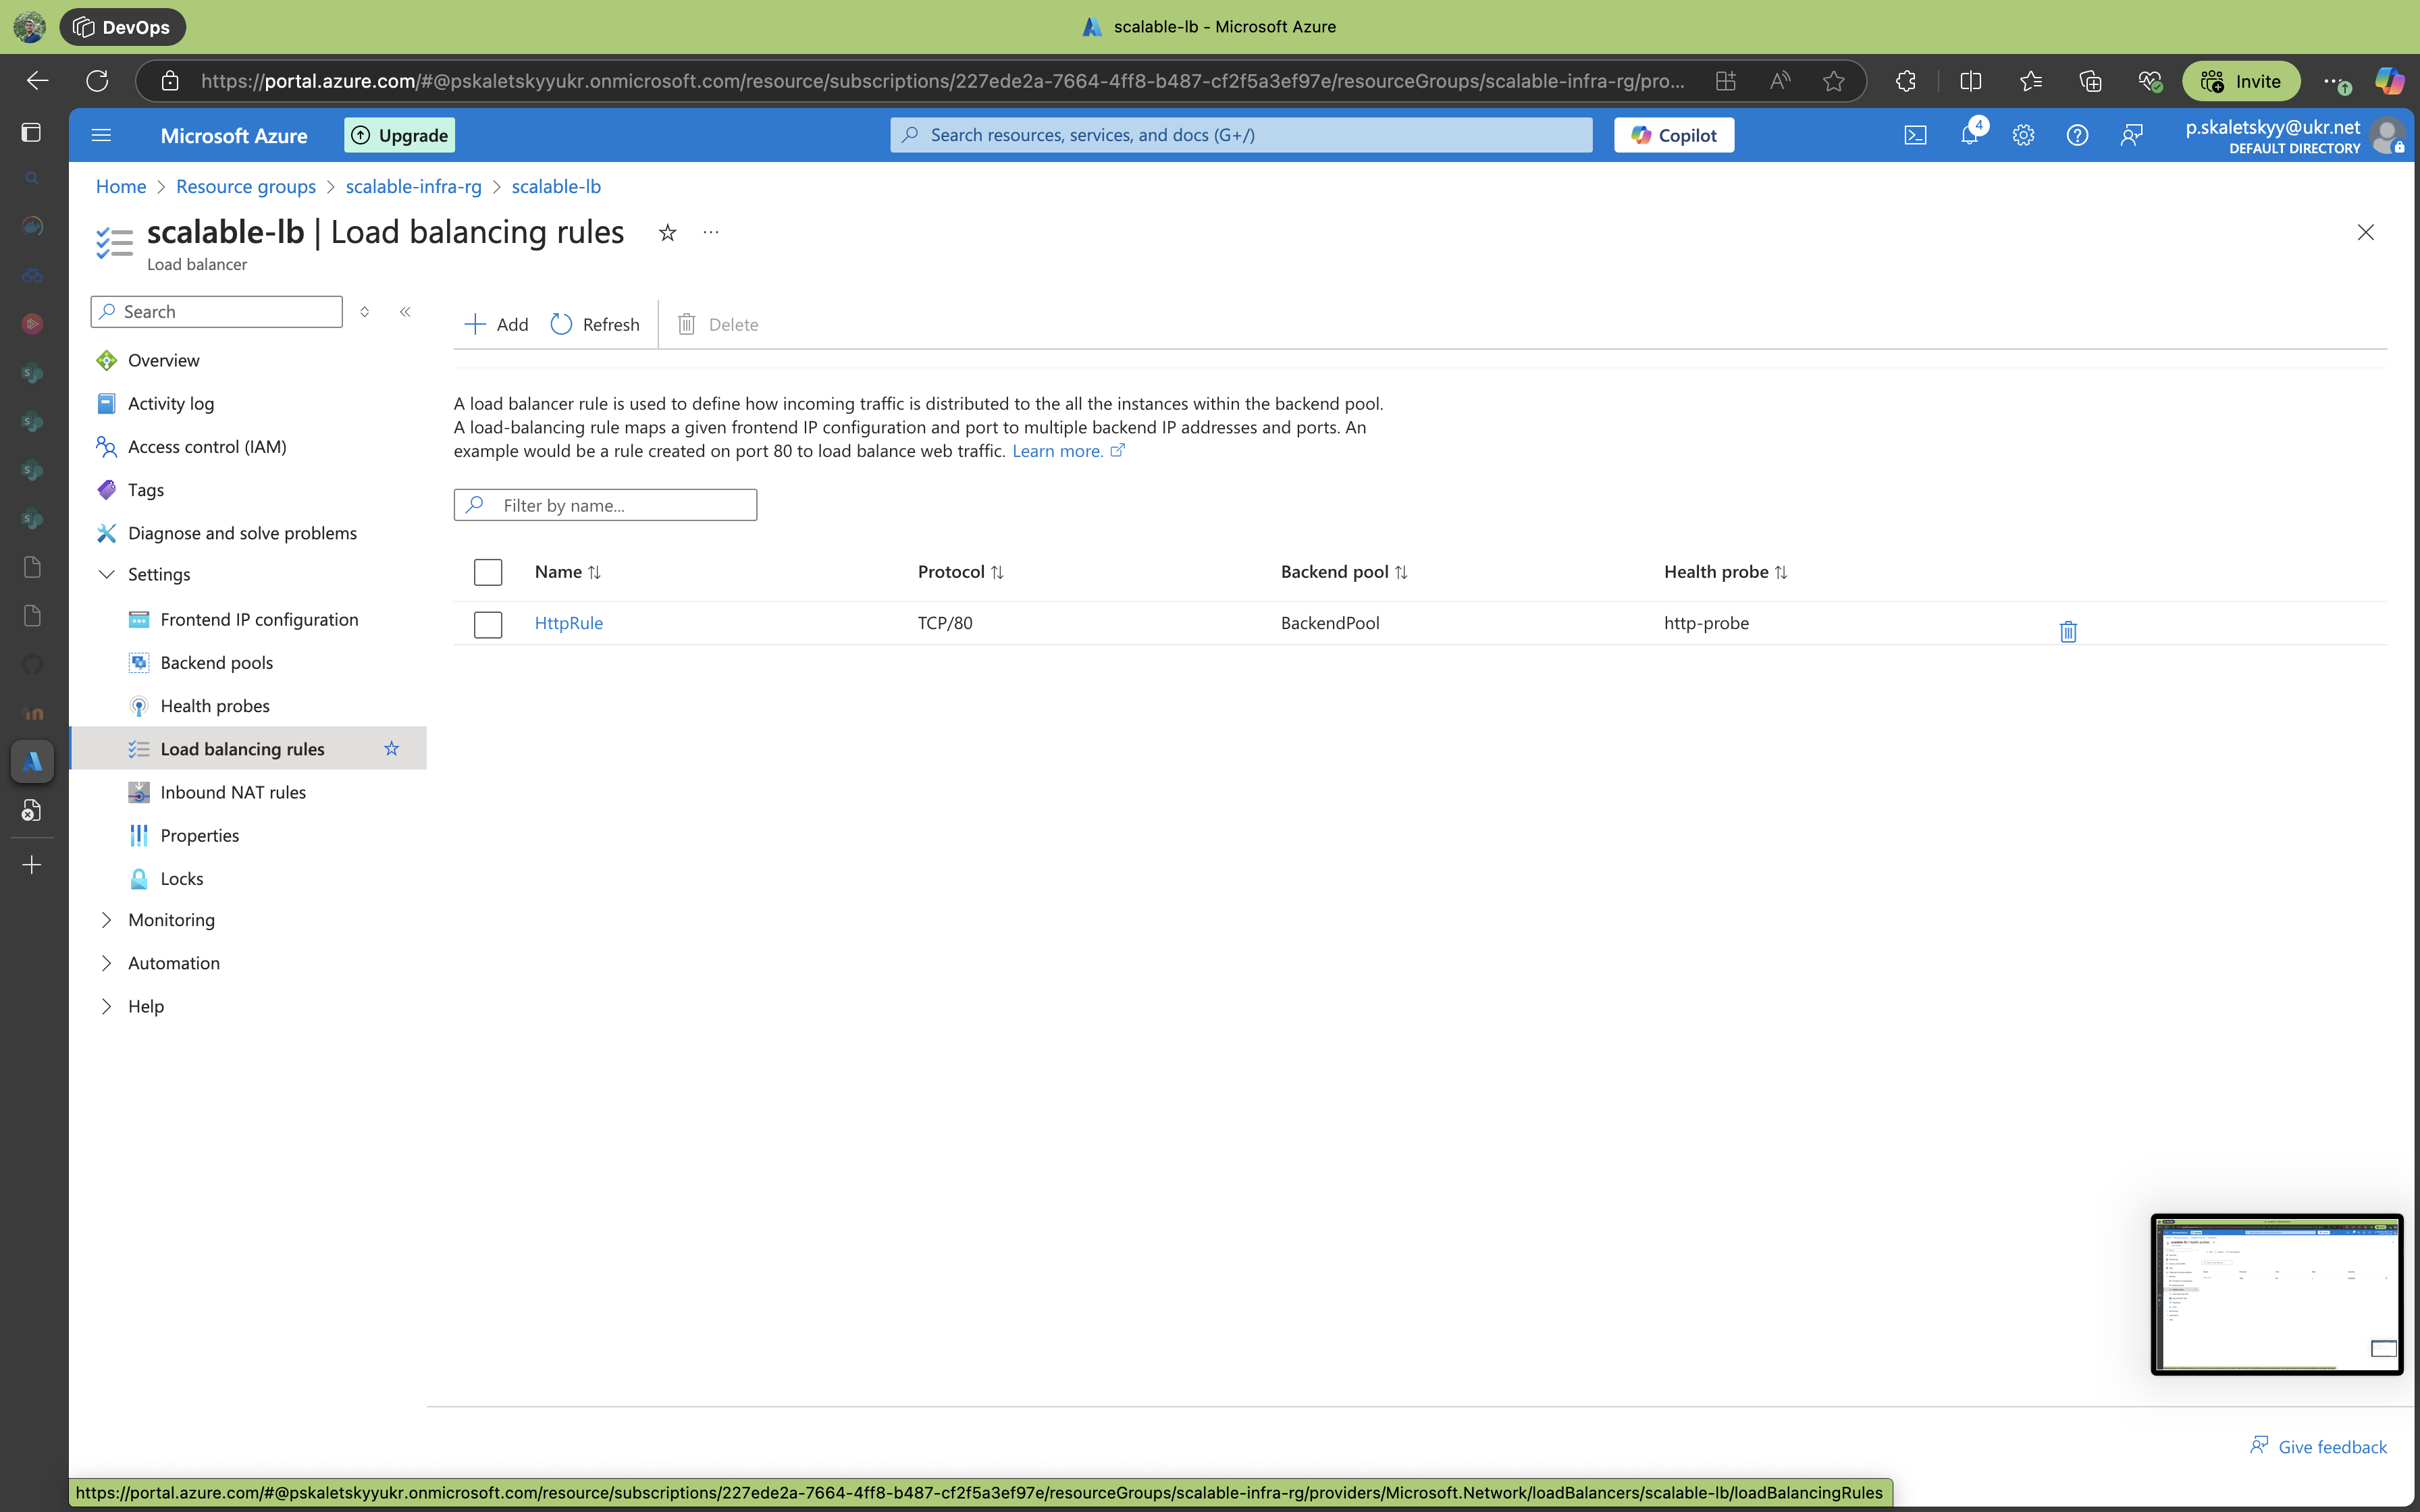 DevOps
scalable-lb - Microsoft Azure
https://portal.azure.com/#@pskaletskyyukr.onmicrosoft.com/resource/subscriptions/227ede2a-7664-4ff8-b487-cf2f5a3ef97e/resourceGroups/scalable-infra-rg/pro...
Invite
Microsoft Azure
Upgrade
Search resources, services, and docs (G+/)
Copilot
4
p.skaletskyy@ukr.net
DEFAULT DIRECTORY
Home > Resource groups > scalable-infra-rg > scalable-lb
scalable-lb | Load balancing rules
Load balancer
Search
Overview
Activity log
Access control (IAM)
Tags
Diagnose and solve problems
Settings
Frontend IP configuration
Backend pools
Health probes
Load balancing rules
Inbound NAT rules
Properties
Locks
Monitoring
Automation
Help
Add
Refresh
Delete
A load balancer rule is used to define how incoming traffic is distributed to the all the instances within the backend pool.
A load-balancing rule maps a given frontend IP configuration and port to multiple backend IP addresses and ports. An
example would be a rule created on port 80 to load balance web traffic. Learn more.
Filter by name...
Name Protocol Backend pool Health probe
HttpRule TCP/80 BackendPool http-probe
Give feedback
https://portal.azure.com/#@pskaletskyyukr.onmicrosoft.com/resource/subscriptions/227ede2a-7664-4ff8-b487-cf2f5a3ef97e/resourceGroups/scalable-infra-rg/providers/Microsoft.Network/loadBalancers/scalable-lb/loadBalancingRules